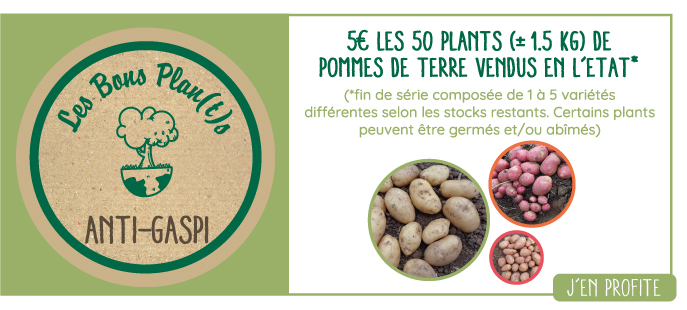 Les Bons Plan(t)s
ANTI-GASPI
5€ LES 50 PLANTS (± 1.5 KG) DE
POMMES DE TERRE VENDUS EN L'ETAT*
(*fin de série composée de 1 à 5 variétés
différentes selon les stocks restants. Certains plants
peuvent être germés et/ou abîmés)
J'EN PROFITE